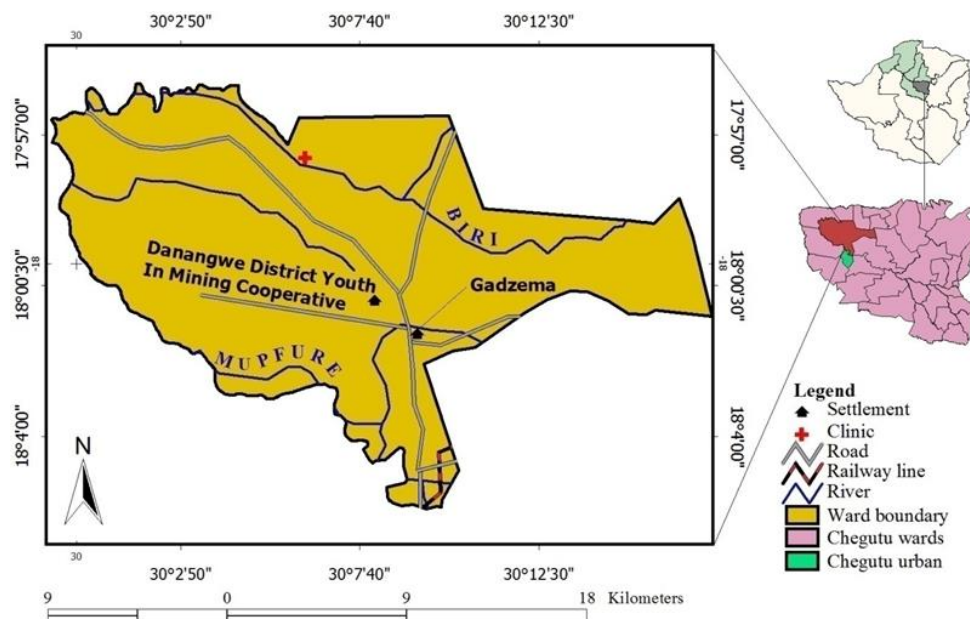 30°2'50" 30°7'40" 30°12'30"
30
17°57'00"
17°57'00"
BIRI
-18
-18
18°00'30"
18°00'30"
Danangwe District Youth
In Mining Cooperative
Gadzema
MUPFURE
18°4'00"
18°4'00"
N
30
30°2'50" 30°7'40" 30°12'30"
9 0 9 18 Kilometers
Legend
Settlement
Clinic
Road
Railway line
River
Ward boundary
Chegutu wards
Chegutu urban